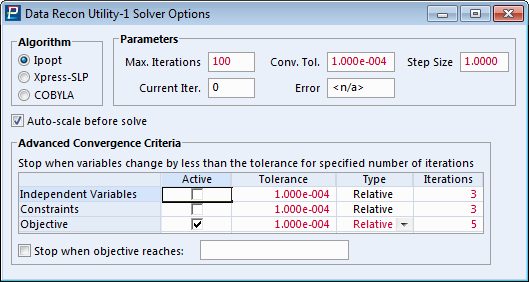 Data Recon Utility-1 Solver Options
Algorithm
Ipopt
Xpress-SLP
COBYLA
Parameters
Max. Iterations 100 Conv. Tol. 1.000e-004 Step Size 1.0000
Current Iter. 0 Error <n/a>
Auto-scale before solve
Advanced Convergence Criteria
Stop when variables change by less than the tolerance for specified number of iterations
Active Tolerance Type Iterations
Independent Variables 1.000e-004 Relative 3
Constraints 1.000e-004 Relative 3
Objective 1.000e-004 Relative 5
Stop when objective reaches: